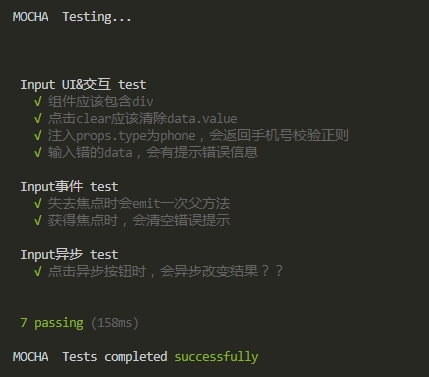 MOCHA  Testing...
Input UI&交互 test
√ 组件应该包含div
√ 点击clear应该清除data.value
√ 注入props.type为phone，会返回手机号校验正则
√ 输入错的data，会有提示错误信息
Input事件 test
√ 失去焦点时会emit一次父方法
√ 获得焦点时，会清空错误提示
Input异步 test
√ 点击异步按钮时，会异步改变结果？？
7 passing (158ms)
MOCHA  Tests completed successfully